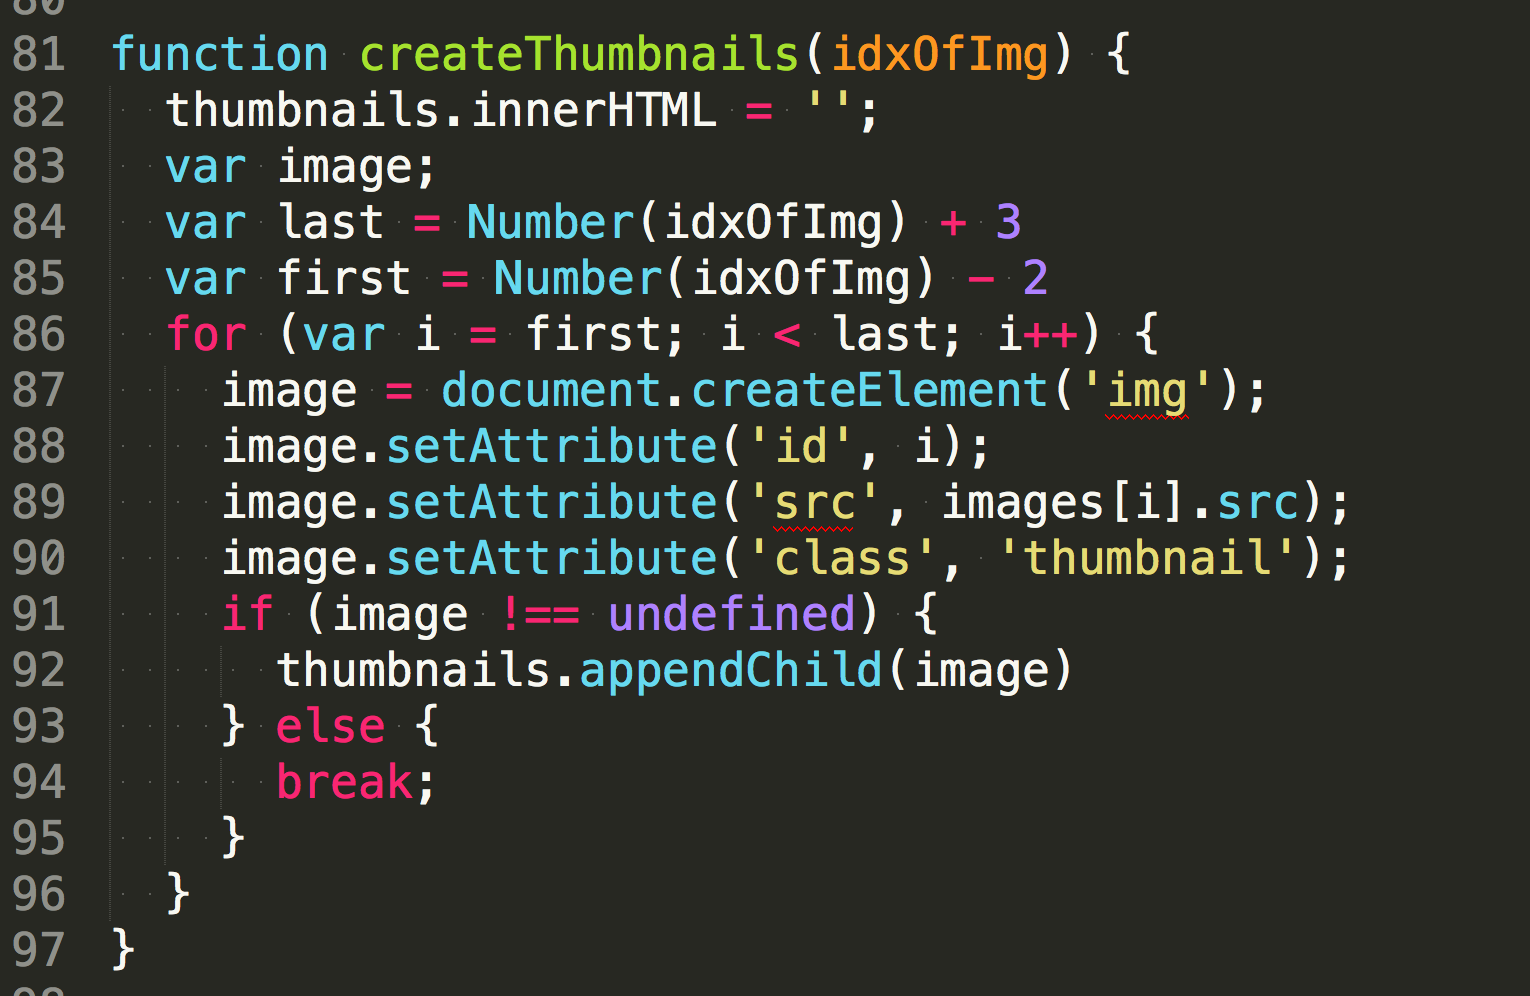 80
81 function createThumbnails(idxOfImg) {
82 thumbnails.innerHTML = '';
83 var image;
84 var last = Number(idxOfImg) + 3
85 var first = Number(idxOfImg) - 2
86 for (var i = first; i < last; i++) {
87 image = document.createElement('img');
88 image.setAttribute('id', i);
89 image.setAttribute('src', images[i].src);
90 image.setAttribute('class', 'thumbnail');
91 if (image !== undefined) {
92 thumbnails.appendChild(image)
93 } else {
94 break;
95 }
96 }
97 }
98